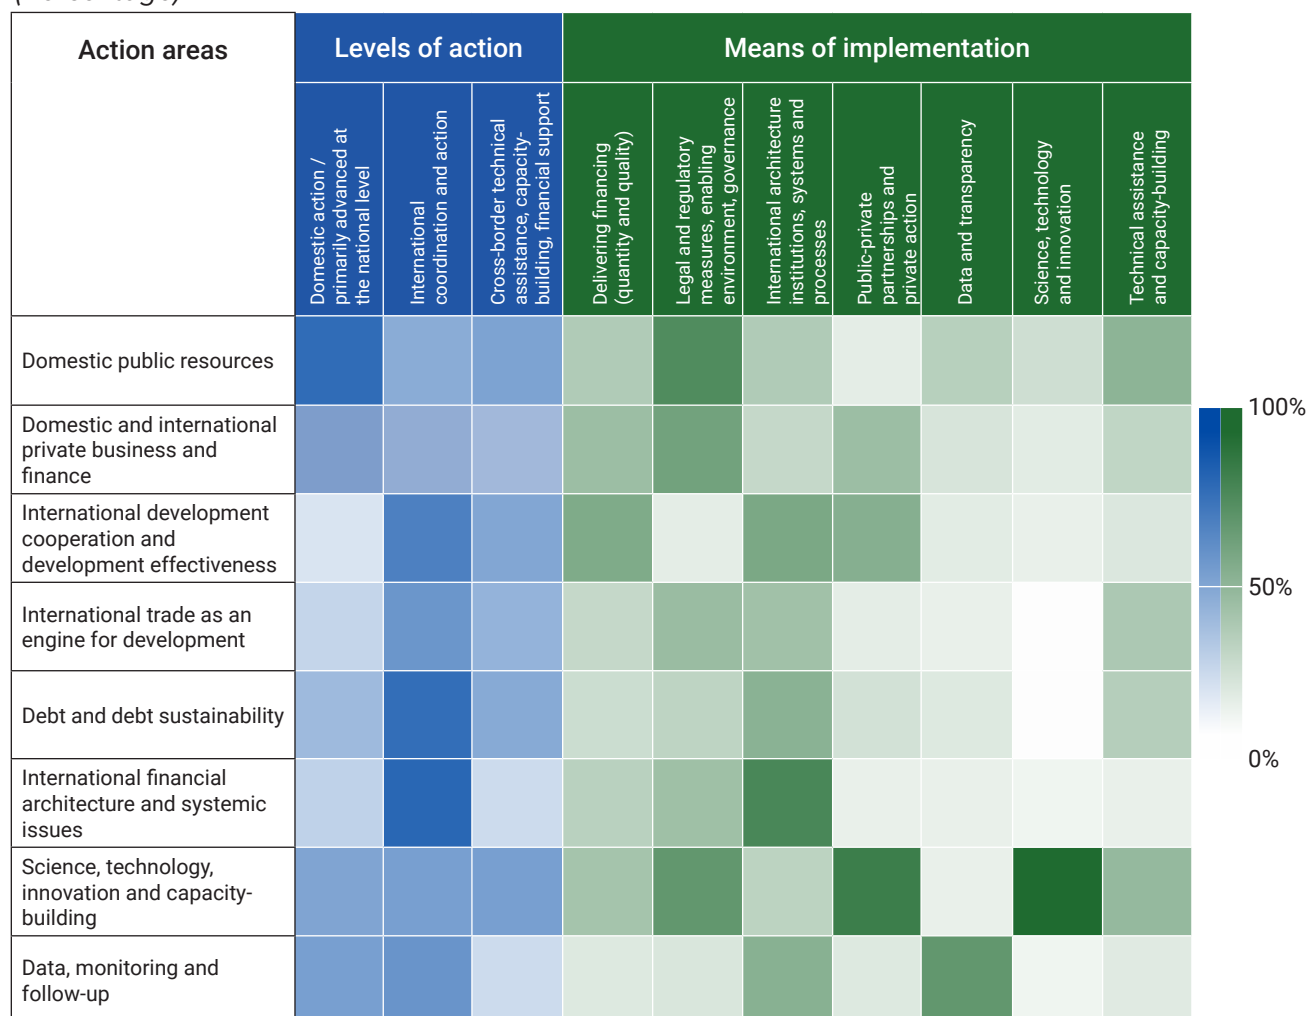 Action areas
Levels of action
Means of implementation
Domestic action /
primarily advanced at
the national level
International
coordination and action
Cross-border technical
assistance, capacity-
building, financial support
Delivering financing
(quantity and quality)
Legal and regulatory
measures, enabling
environment, governance
International architecture
institutions, systems and
processes
Public-private
partnerships and
private action
Data and transparency
Science, technology
and innovation
Technical assistance
and capacity-building
Domestic public resources
Domestic and international
private business and
finance
International development
cooperation and
development effectiveness
International trade as an
engine for development
Debt and debt sustainability
International financial
architecture and systemic
issues
Science, technology,
innovation and capacity-
building
Data, monitoring and
follow-up
100%
50%
0%